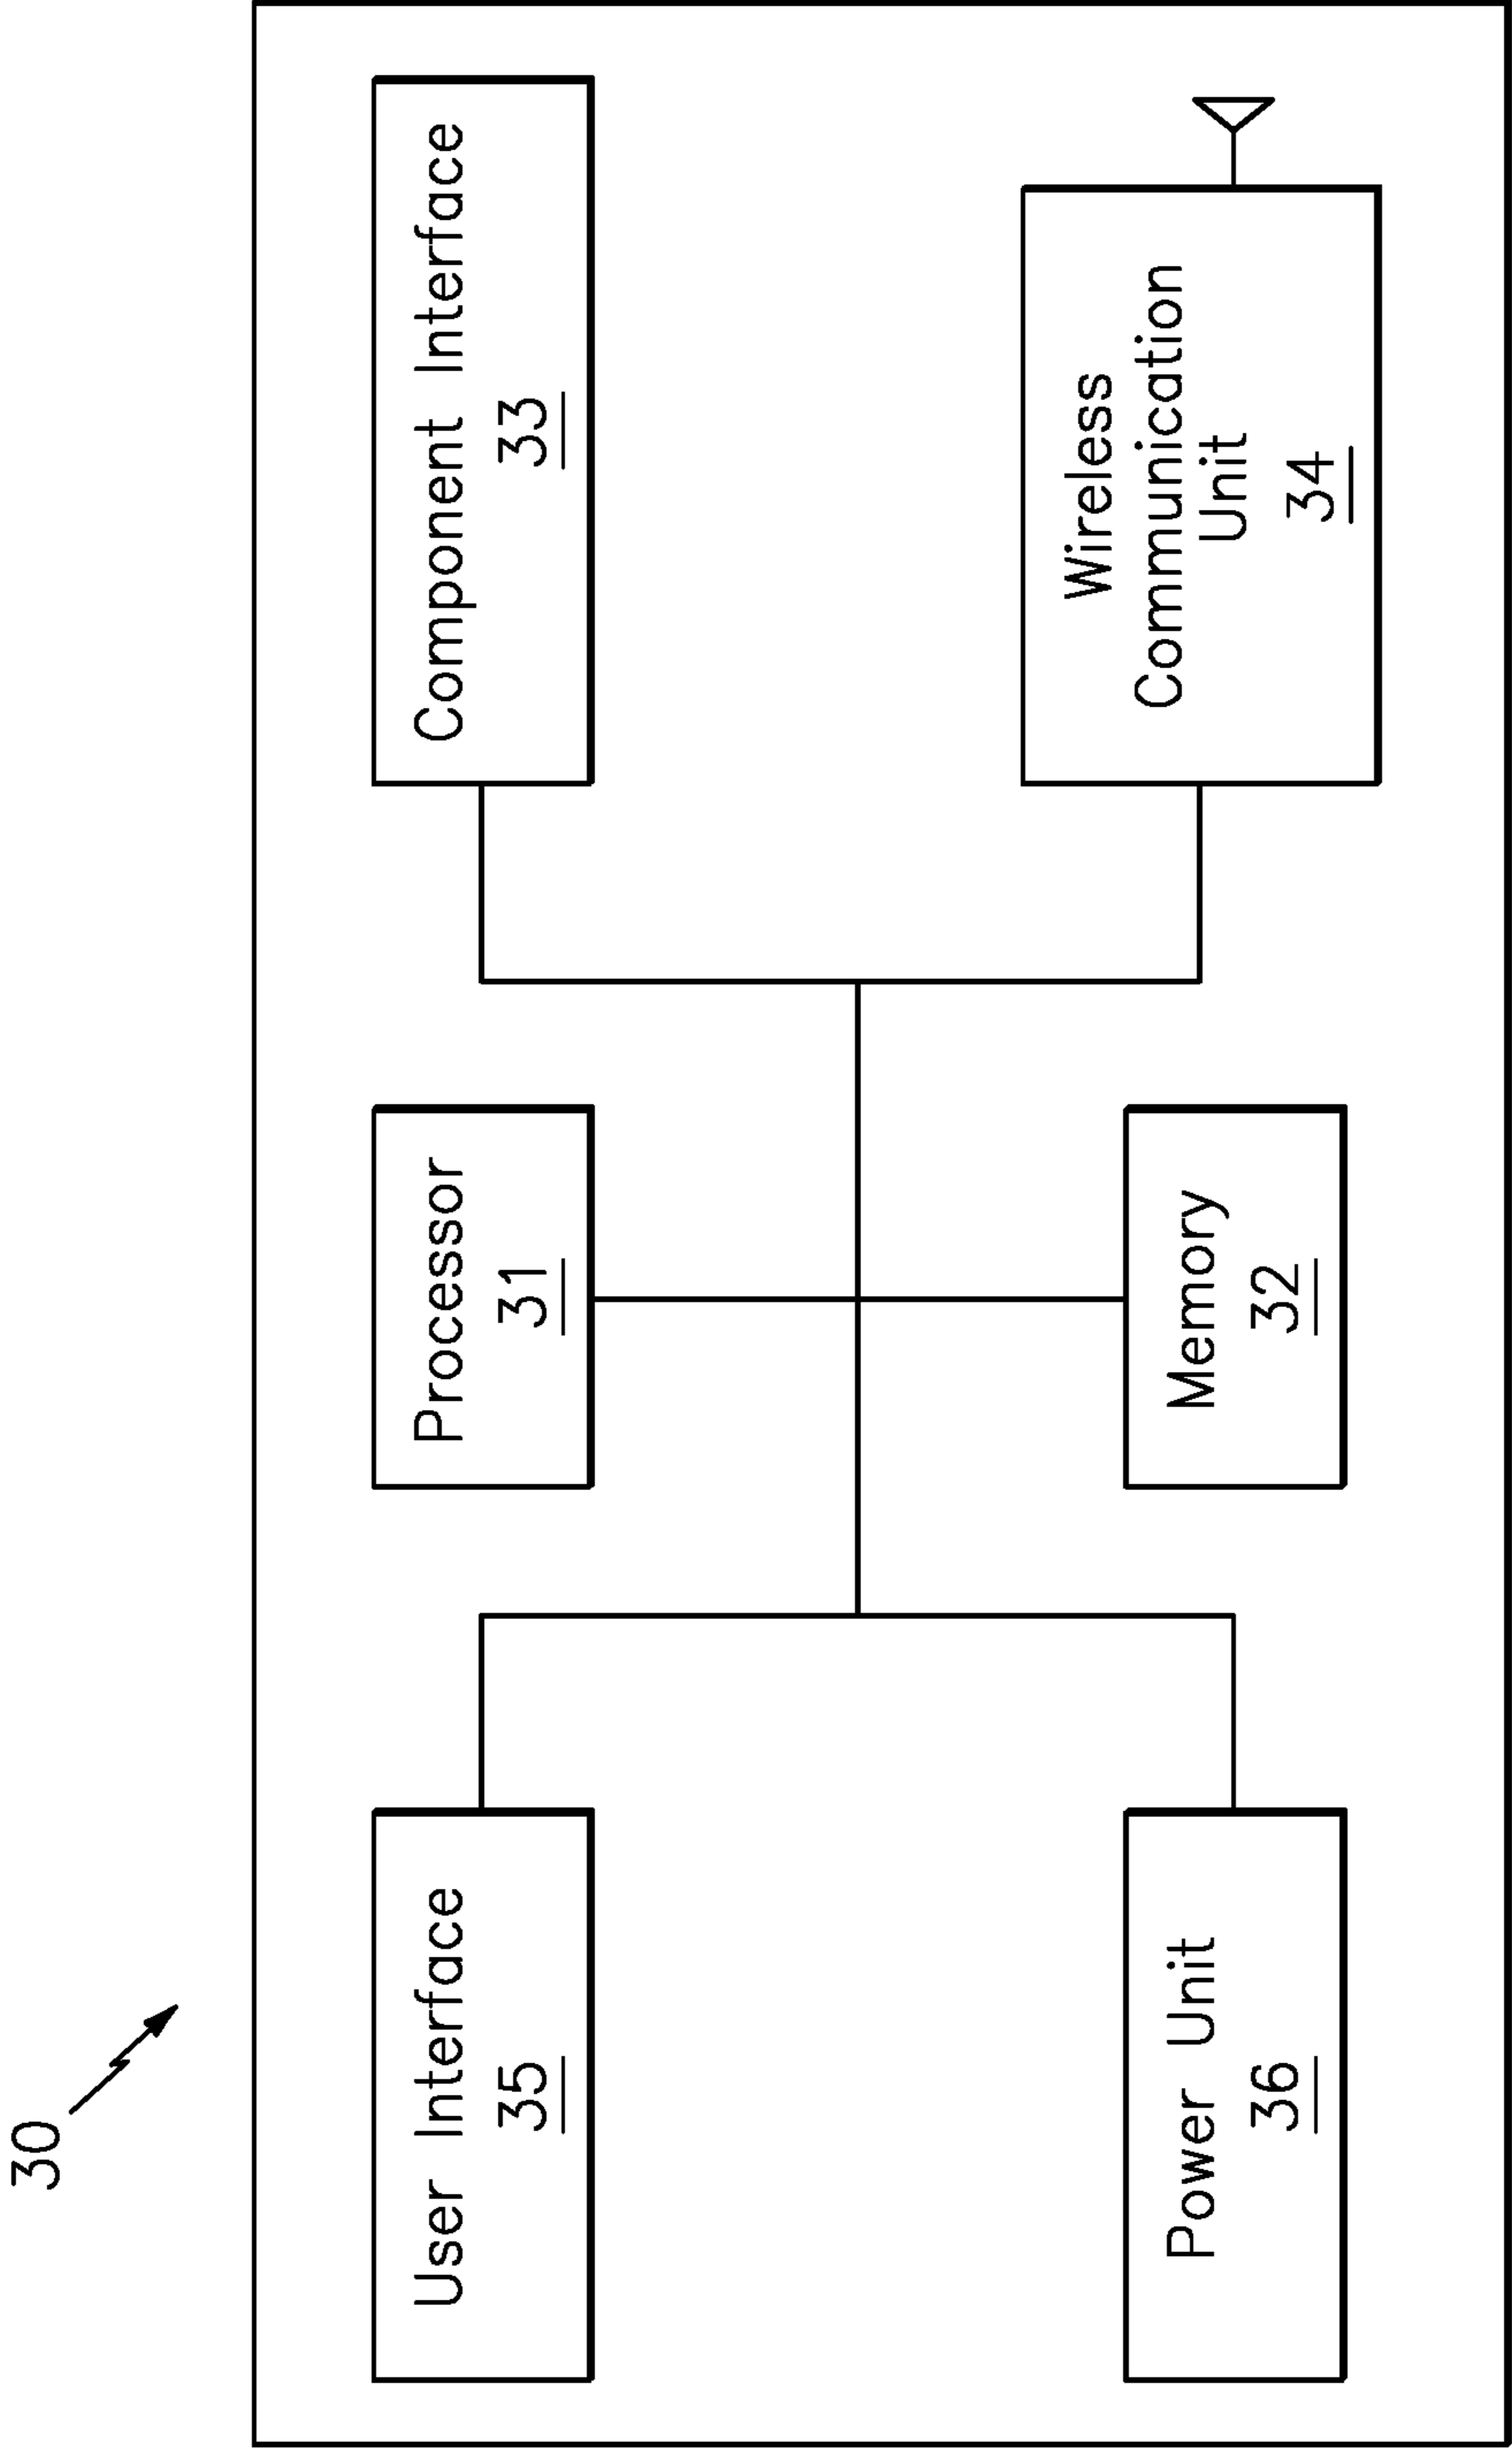 30
User Interface
35
Processor
31
Component Interface
33
Power Unit
36
Memory
32
Wireless
Communication
Unit
34